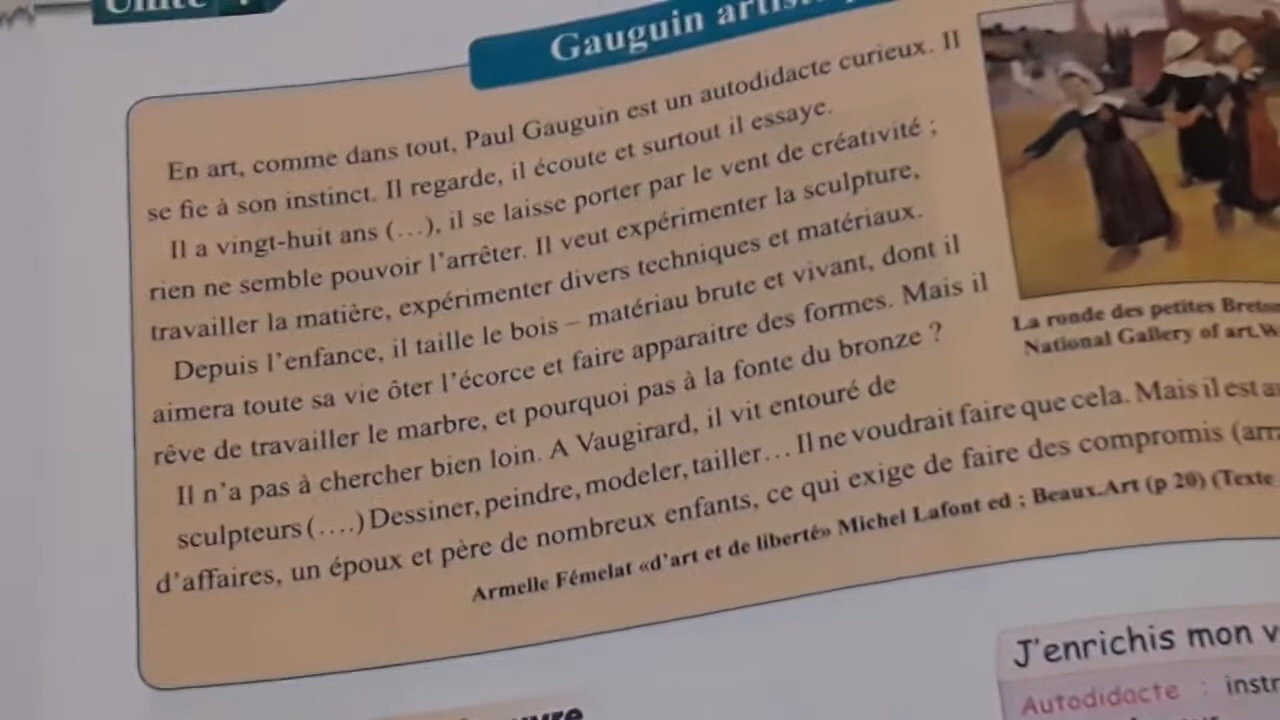 Unité
Gauguin
En art, comme dans tout, Paul Gauguin est un autodidacte curieux. Il
se fie à son instinct. Il regarde, il écoute et surtout il essaye.
Il a vingt-huit ans (...), il se laisse porter par le vent de créativité ;
rien ne semble pouvoir l'arrêter. Il veut expérimenter la sculpture,
travailler la matière, expérimenter divers techniques et matériaux.
Depuis l'enfance, il taille le bois – matériau brute et vivant, dont il
aimera toute sa vie ôter l'écorce et faire apparaitre des formes. Mais il
rêve de travailler le marbre, et pourquoi pas à la fonte du bronze ?
Il n'a pas à chercher bien loin. A Vaugirard, il vit entouré de
sculpteurs (....) Dessiner, peindre, modeler, tailler... Il ne voudrait faire que cela. Mais il est
d'affaires, un époux et père de nombreux enfants, ce qui exige de faire des compromis
Armelle Fémelat «d'art et de liberté» Michel Lafont ed ; Beaux.Art (p 20) (Texte
La ronde des petites
National Gallery of art.
J'enrichis mon
Autodidacte :